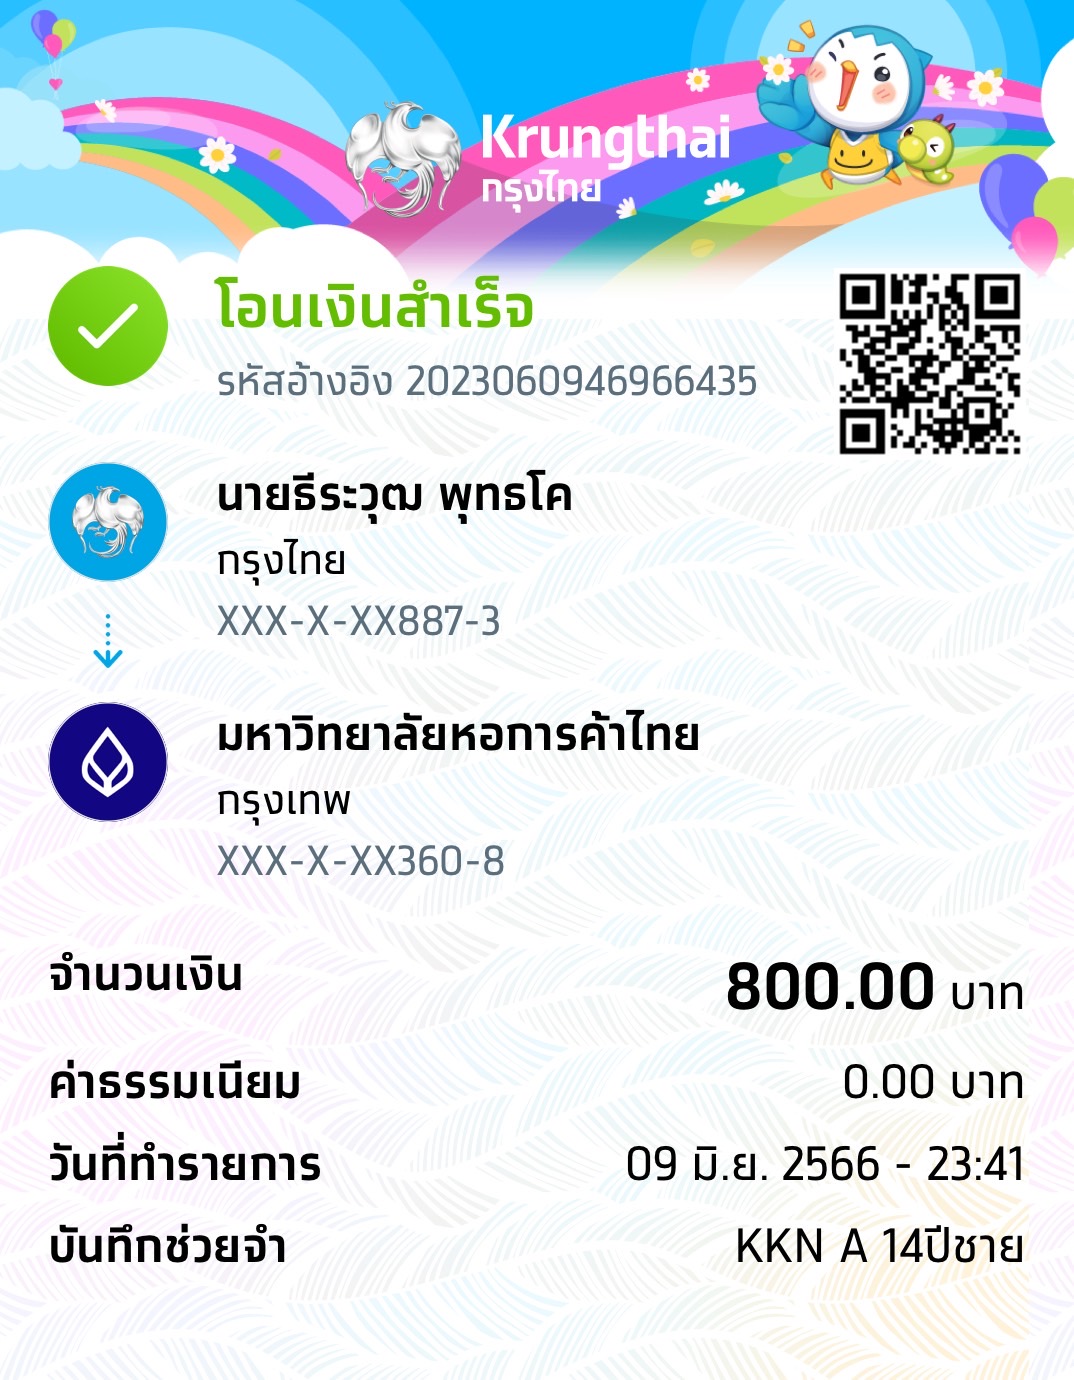 Krungthai
กรุงไทย
โอนเงินสำเร็จ
รหัสอ้างอิง 2023060946966435
นายธีระวุฒ พุทธโค
กรุงไทย
XXX-X-XX887-3
มหาวิทยาลัยหอการค้าไทย
กรุงเทพ
XXX-X-XX360-8
จำนวนเงิน 800.00 บาท
ค่าธรรมเนียม 0.00 บาท
วันที่ทำรายการ 09 มิ.ย. 2566 - 23:41
บันทึกช่วยจำ KKN A 14ปีชาย